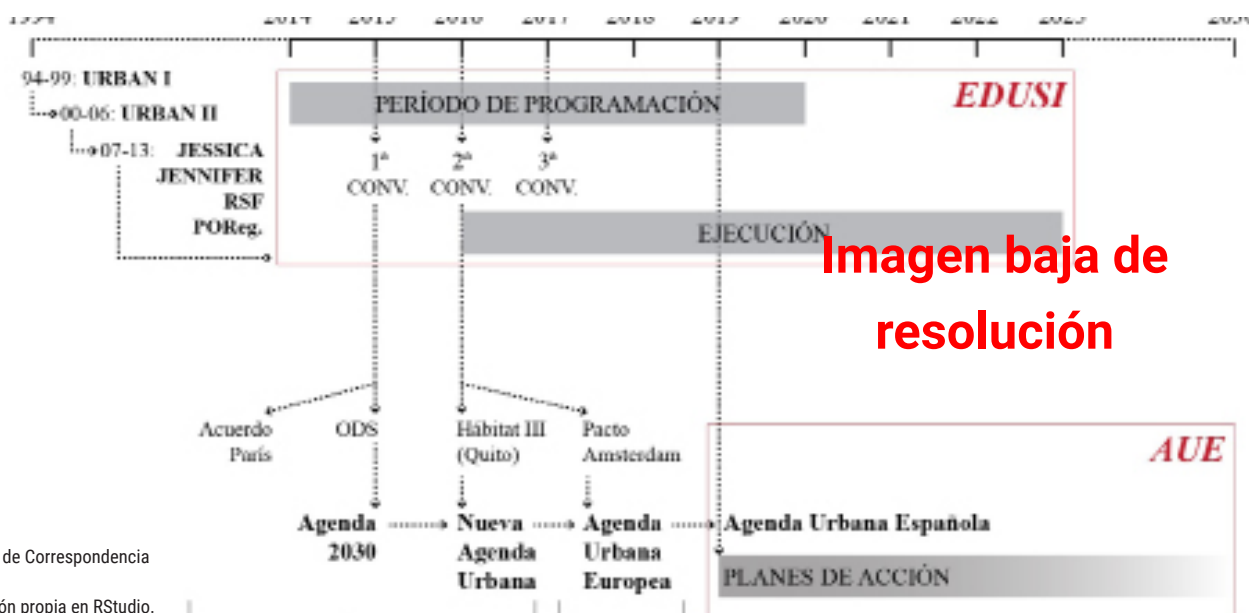 1994 2014 2015 2016 2017 2018 2019 2020 2021 2022 2023 2030
94-99: URBAN I
00-06: URBAN II
07-13: JESSICA
JENNIFER
RSF
POReg.
EDUSI
PERÍODO DE PROGRAMACIÓN
1ª 2ª 3ª
CONV. CONV. CONV.
EJECUCIÓN
Imagen baja de
resolución
Acuerdo ODS Hábitat III Pacto
París (Quito) Amsterdam
AUE
Agenda Nueva Agenda Agenda Urbana Española
2030 Agenda Urbana
Urbana Europea
PLANES DE ACCIÓN
de Correspondencia
ón propia en RStudio.